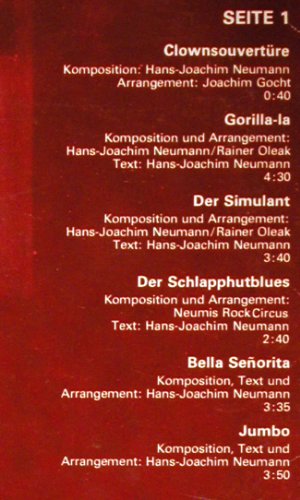 SEITE 1
Clownsouvertüre
Komposition: Hans-Joachim Neumann
Arrangement: Joachim Gocht
0:40
Gorilla-la
Komposition und Arrangement:
Hans-Joachim Neumann/Rainer Oleak
Text: Hans-Joachim Neumann
4:30
Der Simulant
Komposition und Arrangement:
Hans-Joachim Neumann/Rainer Oleak
Text: Hans-Joachim Neumann
3:40
Der Schlapphutblues
Komposition und Arrangement:
Neumis Rock Circus
Text: Hans-Joachim Neumann
2:40
Bella Señorita
Komposition, Text und
Arrangement: Hans-Joachim Neumann
3:35
Jumbo
Komposition, Text und
Arrangement: Hans-Joachim Neumann
3:50